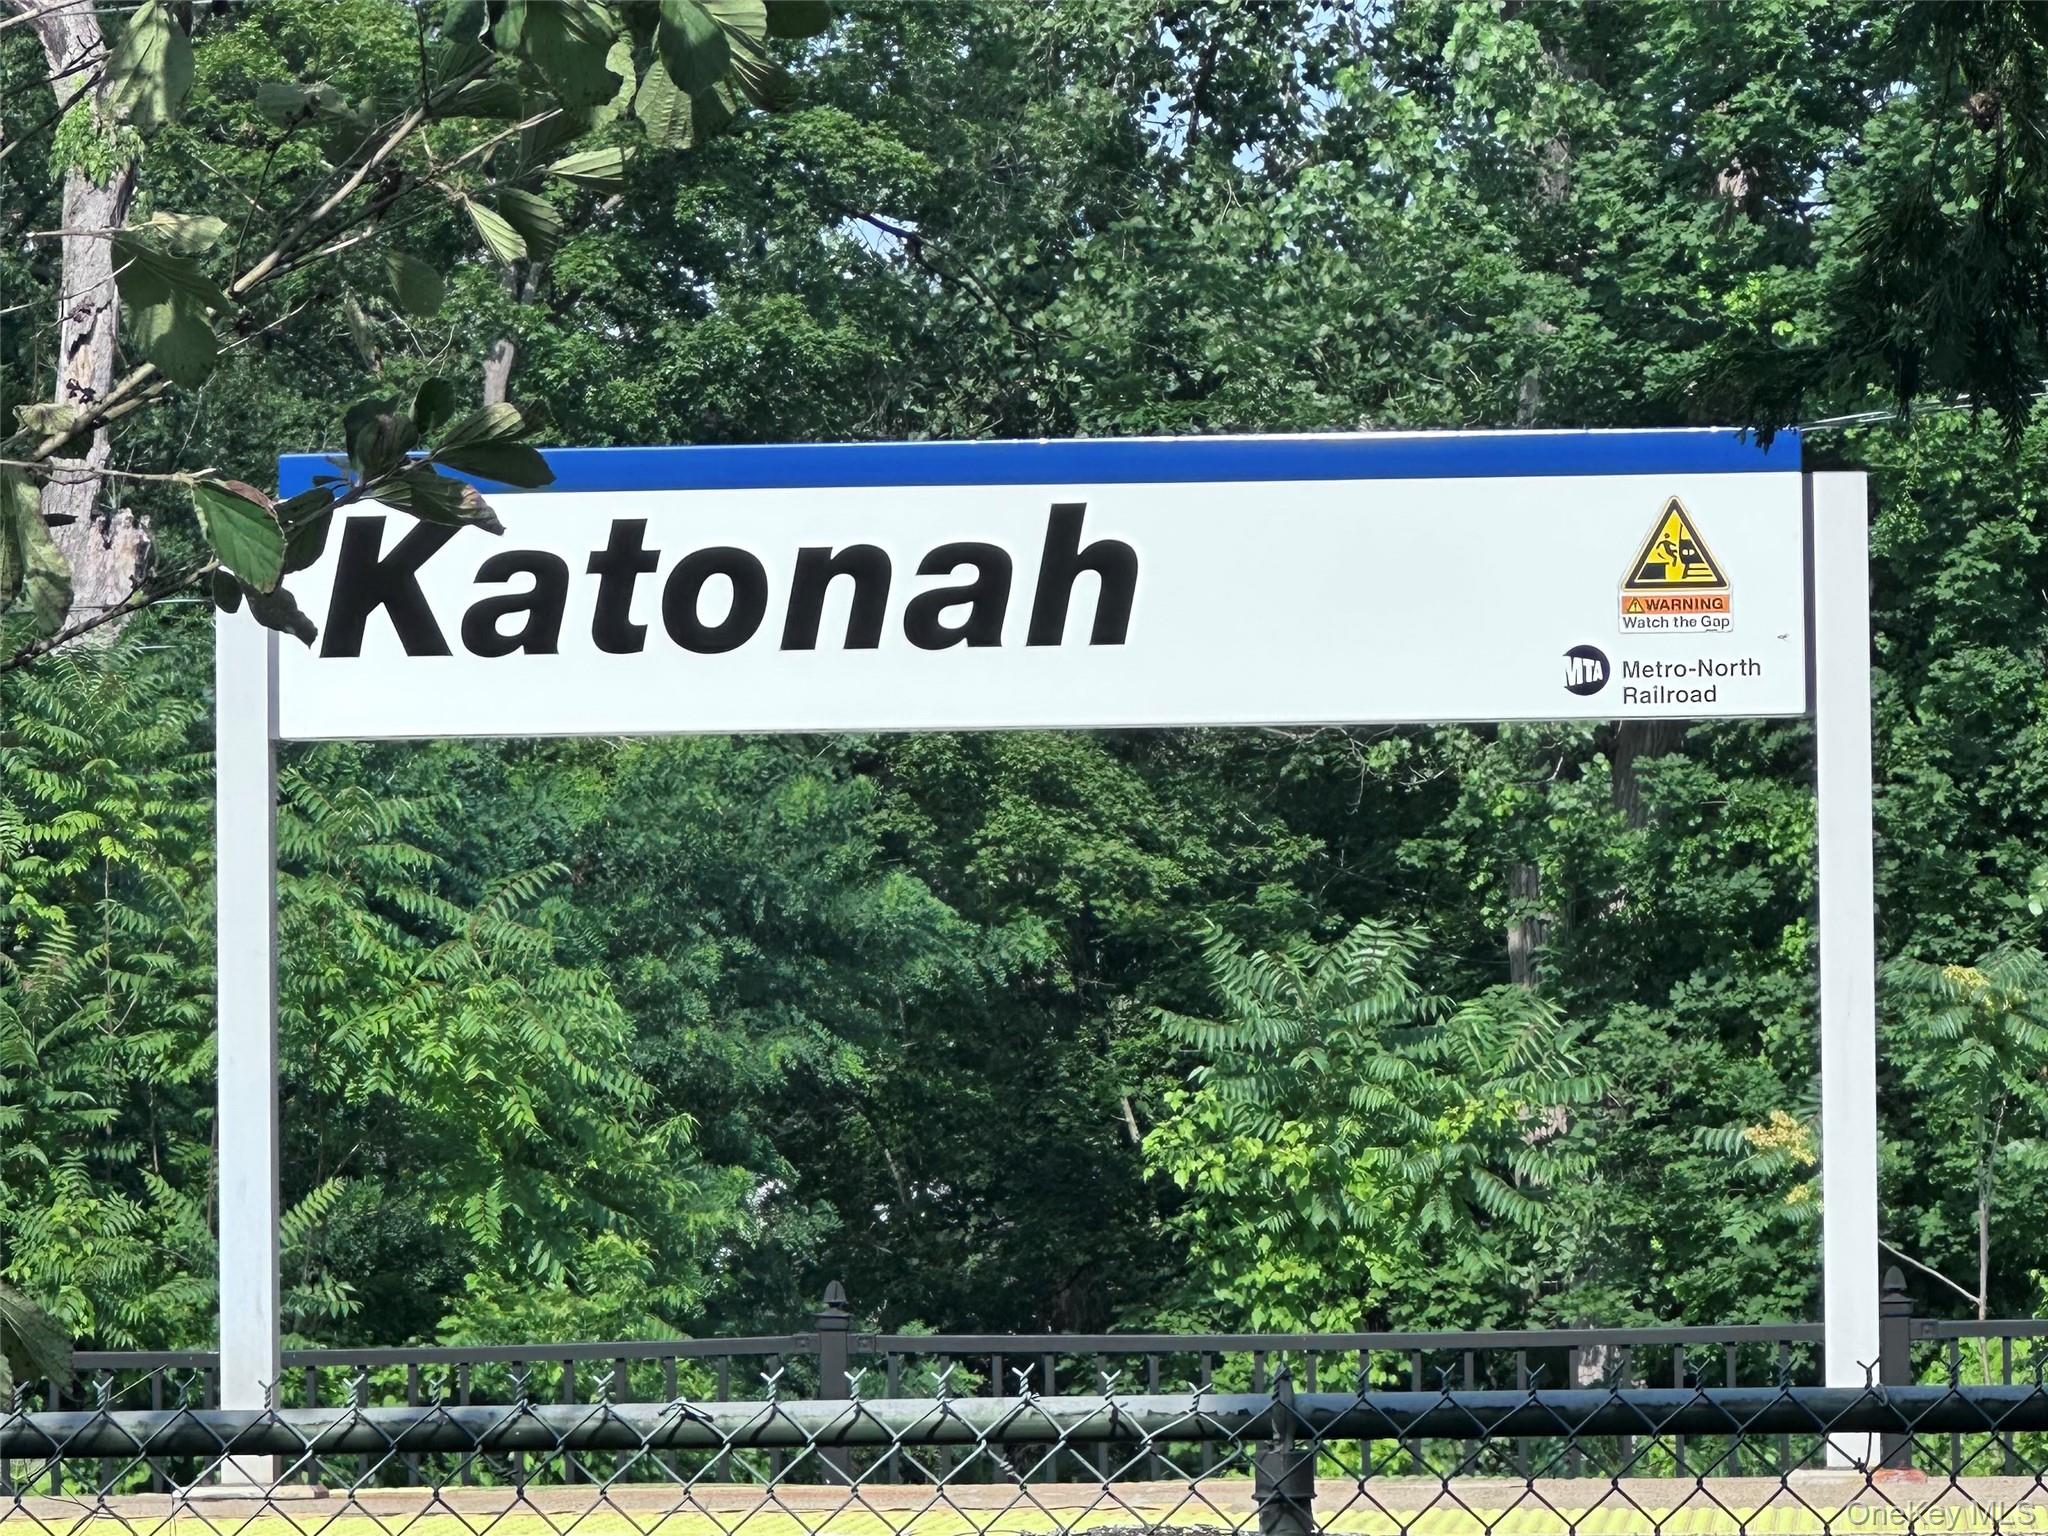 Katonah
WARNING
Watch the Gap
MTA
Metro-North
Railroad
OneKey MLS